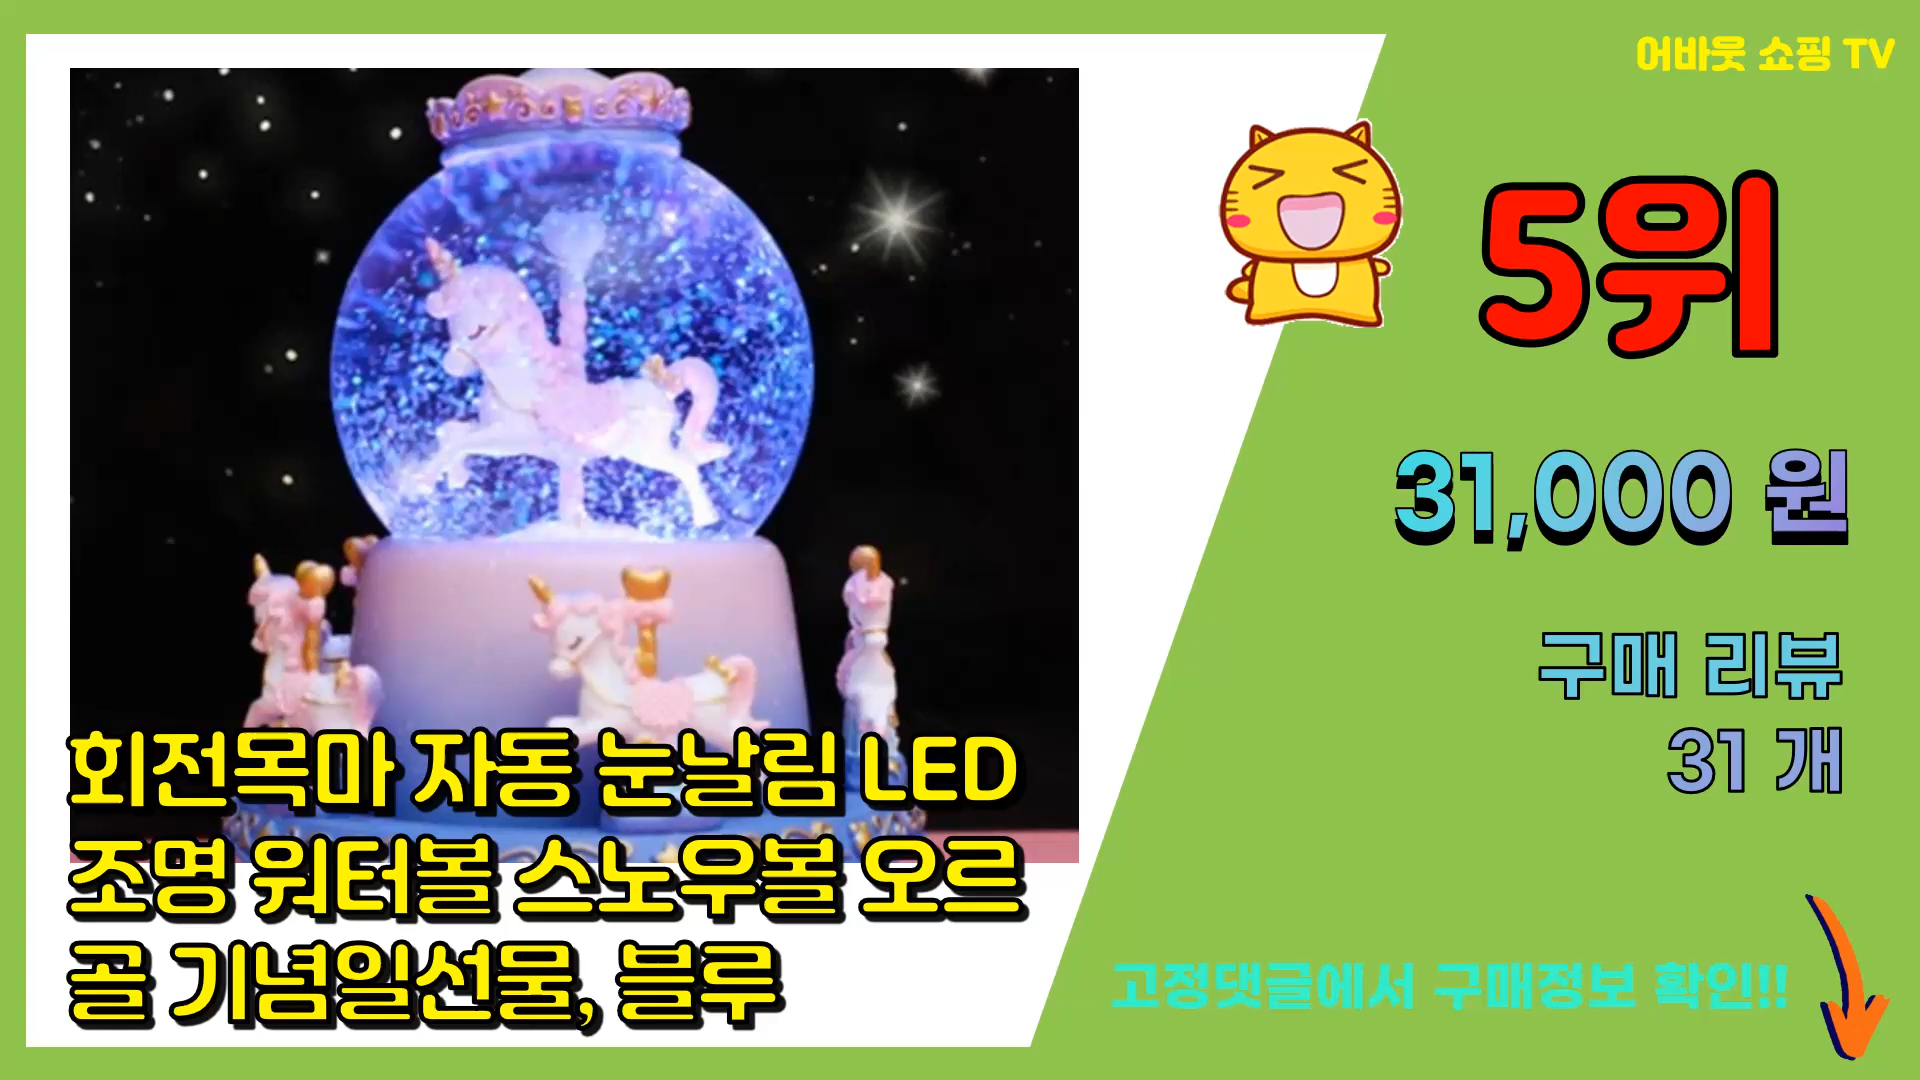 어바웃 쇼핑 TV
5위
31,000 원
구매 리뷰
31 개
회전목마 자동 눈날림 LED
조명 워터볼 스노우볼 오르
골 기념일선물, 블루
고정댓글에서 구매정보 확인!!